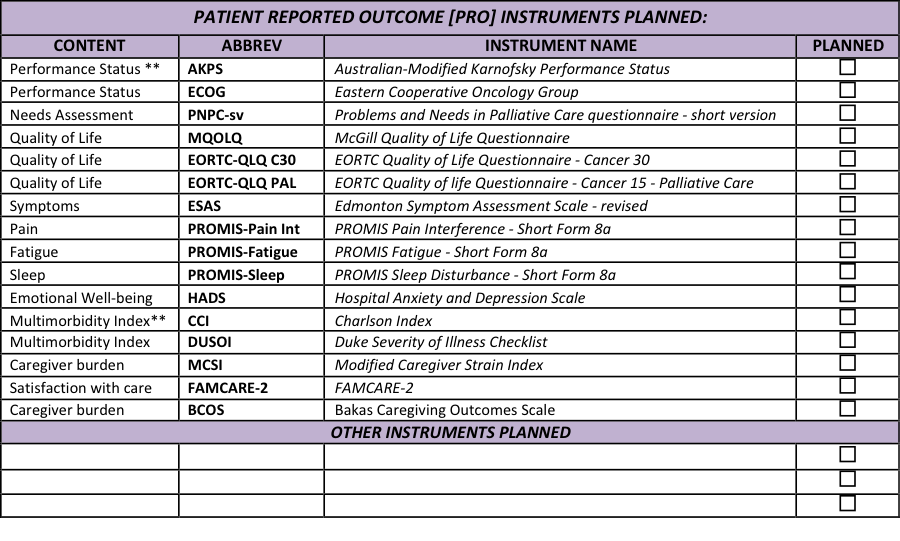 PATIENT REPORTED OUTCOME [PRO] INSTRUMENTS PLANNED:
CONTENT ABBREV INSTRUMENT NAME PLANNED
Performance Status ** AKPS Australian-Modified Karnofsky Performance Status ☐
Performance Status ECOG Eastern Cooperative Oncology Group ☐
Needs Assessment PNPC-sv Problems and Needs in Palliative Care questionnaire - short version ☐
Quality of Life MQOLQ McGill Quality of Life Questionnaire ☐
Quality of Life EORTC-QLQ C30 EORTC Quality of Life Questionnaire - Cancer 30 ☐
Quality of Life EORTC-QLQ PAL EORTC Quality of life Questionnaire - Cancer 15 - Palliative Care ☐
Symptoms ESAS Edmonton Symptom Assessment Scale - revised ☐
Pain PROMIS-Pain Int PROMIS Pain Interference - Short Form 8a ☐
Fatigue PROMIS-Fatigue PROMIS Fatigue - Short Form 8a ☐
Sleep PROMIS-Sleep PROMIS Sleep Disturbance - Short Form 8a ☐
Emotional Well-being HADS Hospital Anxiety and Depression Scale ☐
Multimorbidity Index** CCI Charlson Index ☐
Multimorbidity Index DUSOI Duke Severity of Illness Checklist ☐
Caregiver burden MCSI Modified Caregiver Strain Index ☐
Satisfaction with care FAMCARE-2 FAMCARE-2 ☐
Caregiver burden BCOS Bakas Caregiving Outcomes Scale ☐
OTHER INSTRUMENTS PLANNED
☐
☐
☐